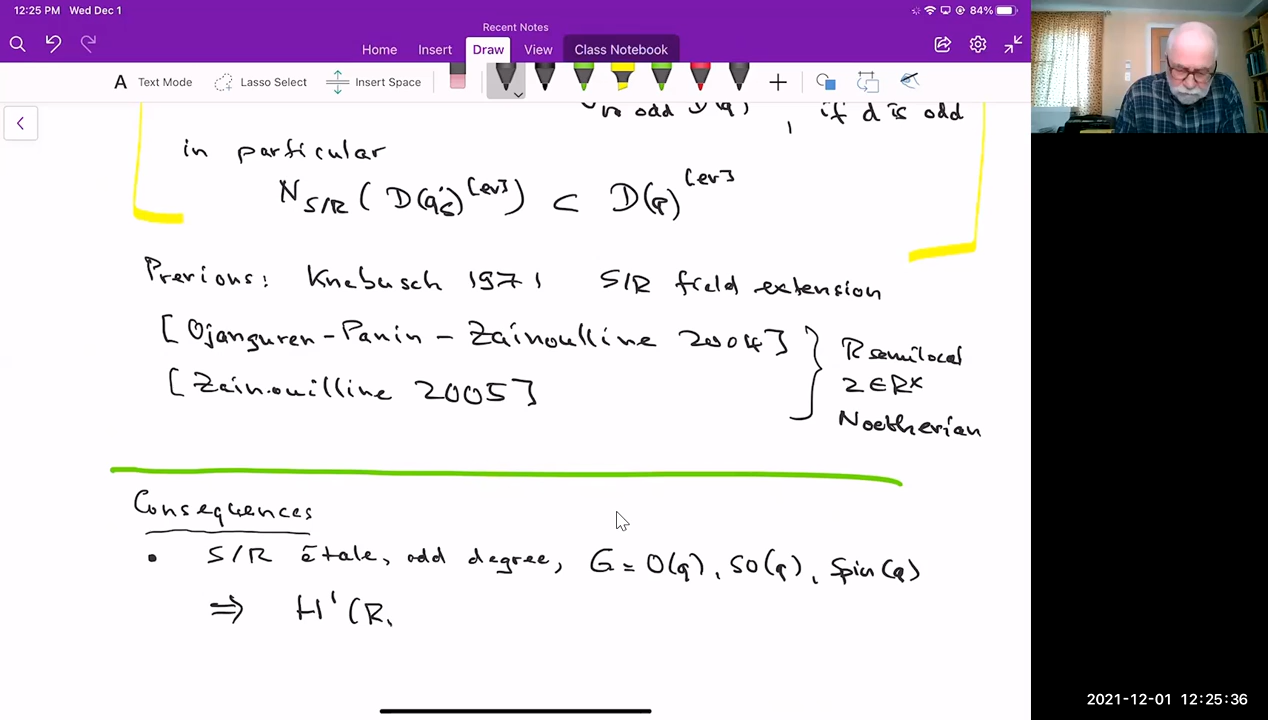 12:25 PM Wed Dec 1
Recent Notes
84%
Home Insert Draw View Class Notebook
Text Mode Lasso Select Insert Space
odd D(q), if d is odd
in particular
N_{S/R} ( D(q_S)^{[ev]} ) ⊂ D(q)^{[ev]}
Previous: Knebusch 1971 S/R field extension
[Ojanguren-Panin-Zainoulline 2004]
[Zainouilline 2005]
R semilocal
2 ∈ R^×
Noetherian
Consequences
• S/R étale, odd degree, G = O(q), SO(q), Spin(q)
⇒ H^1(R,
2021-12-01 12:25:36